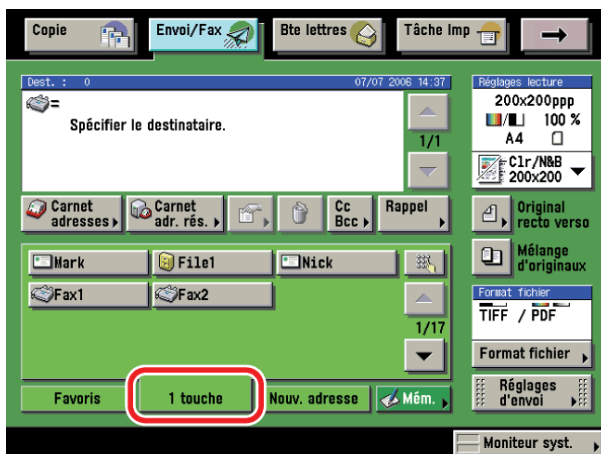 Copie
Envoi/Fax
Bte lettres
Tâche Imp
Dest. : 0
07/07 2006 14:37
=
Spécifier le destinataire.
1/1
Carnet
adresses
Carnet
adr. rés.
Cc
Bcc
Rappel
Mark
File1
Nick
Fax1
Fax2
1/17
Favoris
1 touche
Nouv. adresse
Mém.
Réglages lecture
200x200ppp
/ 100 %
A4
Clr/N&B
200x200
Original
recto verso
Mélange
d'originaux
Format fichier
TIFF / PDF
Format fichier
Réglages
d'envoi
Moniteur syst.